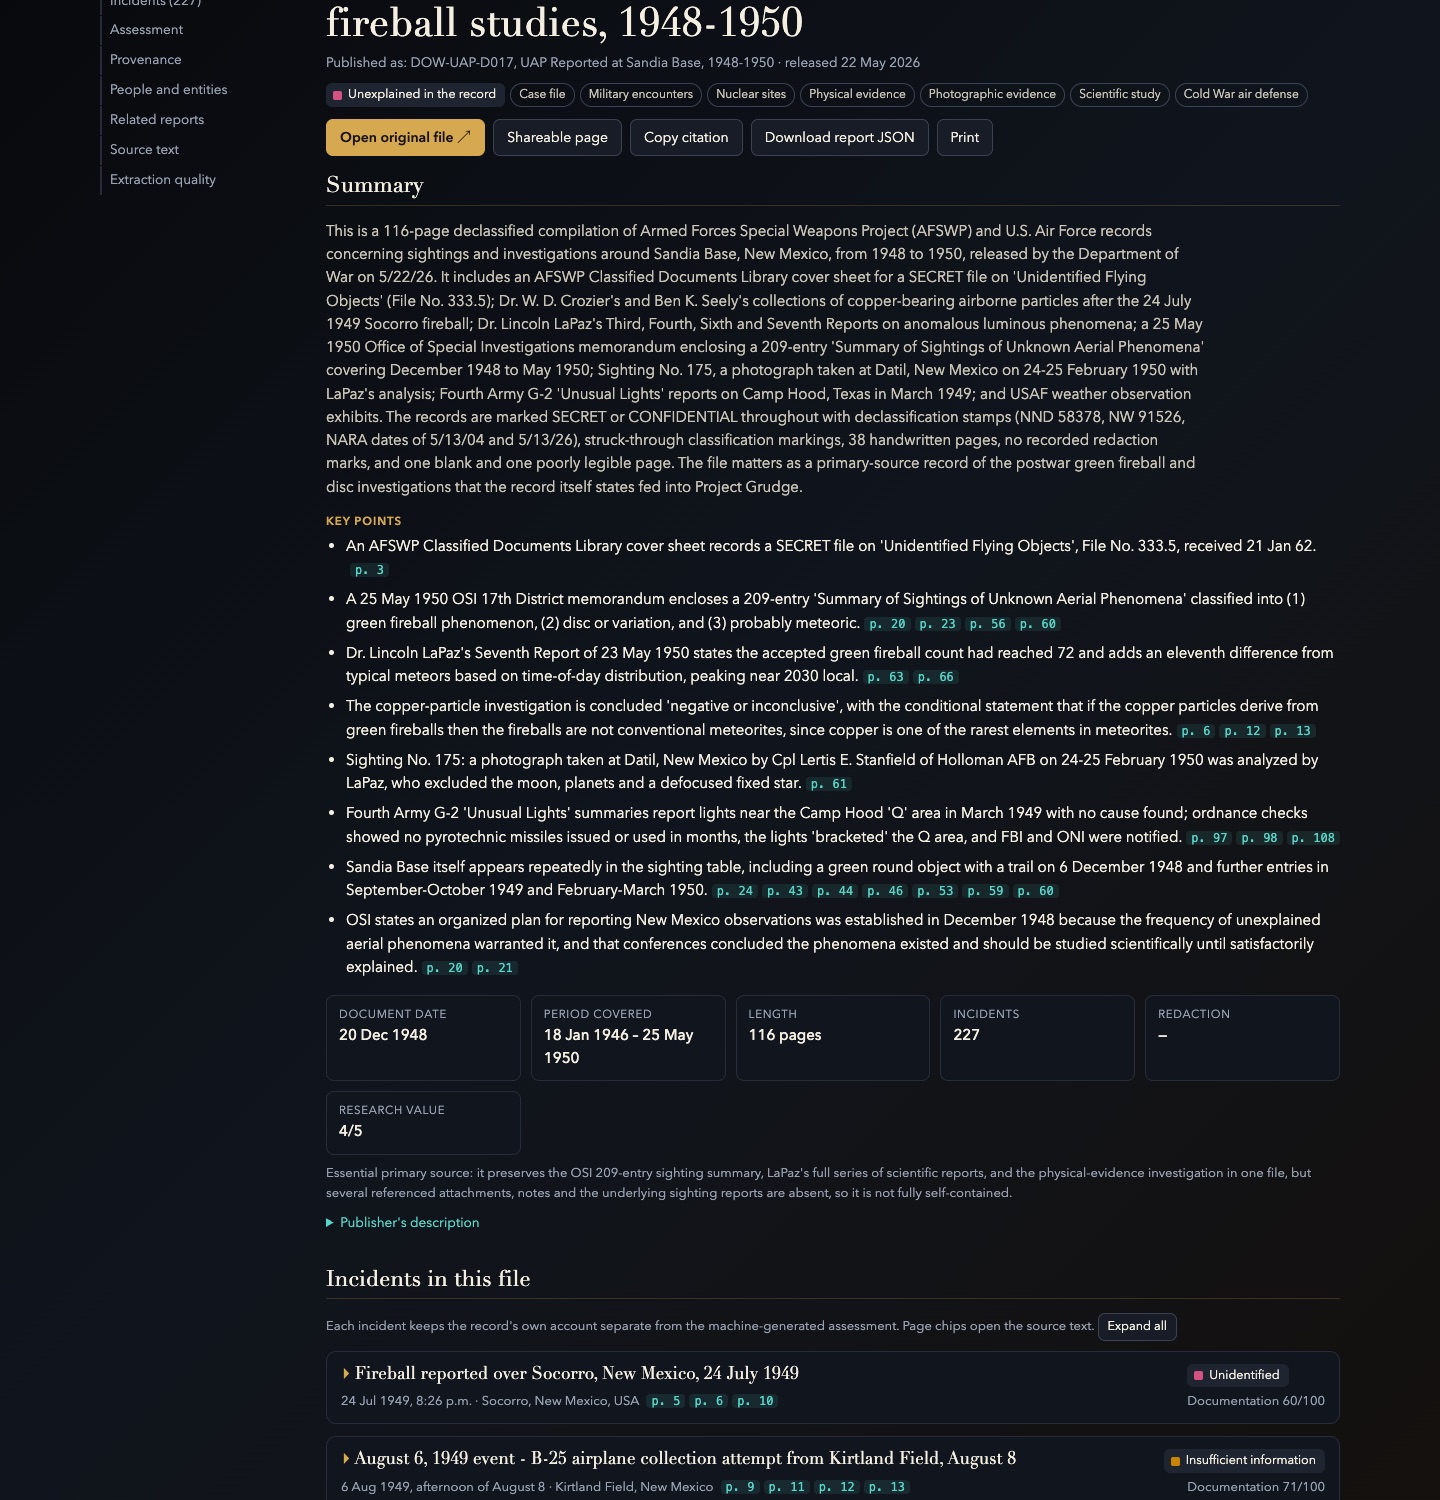 Incidents (227)
Assessment
Provenance
People and entities
Related reports
Source text
Extraction quality
fireball studies, 1948-1950
Published as: DOW-UAP-D017, UAP Reported at Sandia Base, 1948-1950 · released 22 May 2026
Unexplained in the record Case file Military encounters Nuclear sites Physical evidence Photographic evidence Scientific study Cold War air defense
Open original file ↗ Shareable page Copy citation Download report JSON Print
Summary
This is a 116-page declassified compilation of Armed Forces Special Weapons Project (AFSWP) and U.S. Air Force records
concerning sightings and investigations around Sandia Base, New Mexico, from 1948 to 1950, released by the Department of
War on 5/22/26. It includes an AFSWP Classified Documents Library cover sheet for a SECRET file on 'Unidentified Flying
Objects' (File No. 333.5); Dr. W. D. Crozier's and Ben K. Seely's collections of copper-bearing airborne particles after the 24 July
1949 Socorro fireball; Dr. Lincoln LaPaz's Third, Fourth, Sixth and Seventh Reports on anomalous luminous phenomena; a 25 May
1950 Office of Special Investigations memorandum enclosing a 209-entry 'Summary of Sightings of Unknown Aerial Phenomena'
covering December 1948 to May 1950; Sighting No. 175, a photograph taken at Datil, New Mexico on 24-25 February 1950 with
LaPaz's analysis; Fourth Army G-2 'Unusual Lights' reports on Camp Hood, Texas in March 1949; and USAF weather observation
exhibits. The records are marked SECRET or CONFIDENTIAL throughout with declassification stamps (NND 58378, NW 91526,
NARA dates of 5/13/04 and 5/13/26), struck-through classification markings, 38 handwritten pages, no recorded redaction
marks, and one blank and one poorly legible page. The file matters as a primary-source record of the postwar green fireball and
disc investigations that the record itself states fed into Project Grudge.
KEY POINTS
• An AFSWP Classified Documents Library cover sheet records a SECRET file on 'Unidentified Flying Objects', File No. 333.5, received 21 Jan 62.
p. 3
• A 25 May 1950 OSI 17th District memorandum encloses a 209-entry 'Summary of Sightings of Unknown Aerial Phenomena' classified into (1)
green fireball phenomenon, (2) disc or variation, and (3) probably meteoric. p. 20 p. 23 p. 56 p. 60
• Dr. Lincoln LaPaz's Seventh Report of 23 May 1950 states the accepted green fireball count had reached 72 and adds an eleventh difference from
typical meteors based on time-of-day distribution, peaking near 2030 local. p. 63 p. 66
• The copper-particle investigation is concluded 'negative or inconclusive', with the conditional statement that if the copper particles derive from
green fireballs then the fireballs are not conventional meteorites, since copper is one of the rarest elements in meteorites. p. 6 p. 12 p. 13
• Sighting No. 175: a photograph taken at Datil, New Mexico by Cpl Lertis E. Stanfield of Holloman AFB on 24-25 February 1950 was analyzed by
LaPaz, who excluded the moon, planets and a defocused fixed star. p. 61
• Fourth Army G-2 'Unusual Lights' summaries report lights near the Camp Hood 'Q' area in March 1949 with no cause found; ordnance checks
showed no pyrotechnic missiles issued or used in months, the lights 'bracketed' the Q area, and FBI and ONI were notified. p. 97 p. 98 p. 108
• Sandia Base itself appears repeatedly in the sighting table, including a green round object with a trail on 6 December 1948 and further entries in
September-October 1949 and February-March 1950. p. 24 p. 43 p. 44 p. 46 p. 53 p. 59 p. 60
• OSI states an organized plan for reporting New Mexico observations was established in December 1948 because the frequency of unexplained
aerial phenomena warranted it, and that conferences concluded the phenomena existed and should be studied scientifically until satisfactorily
explained. p. 20 p. 21
DOCUMENT DATE
20 Dec 1948
PERIOD COVERED
18 Jan 1946 – 25 May
1950
LENGTH
116 pages
INCIDENTS
227
REDACTION
—
RESEARCH VALUE
4/5
Essential primary source: it preserves the OSI 209-entry sighting summary, LaPaz's full series of scientific reports, and the physical-evidence investigation in one file, but
several referenced attachments, notes and the underlying sighting reports are absent, so it is not fully self-contained.
▶ Publisher's description
Incidents in this file
Each incident keeps the record's own account separate from the machine-generated assessment. Page chips open the source text. Expand all
Fireball reported over Socorro, New Mexico, 24 July 1949
Unidentified
24 Jul 1949, 8:26 p.m. · Socorro, New Mexico, USA p. 5 p. 6 p. 10
Documentation 60/100
August 6, 1949 event - B-25 airplane collection attempt from Kirtland Field, August 8
Insufficient information
6 Aug 1949, afternoon of August 8 · Kirtland Field, New Mexico p. 9 p. 11 p. 12 p. 13
Documentation 71/100